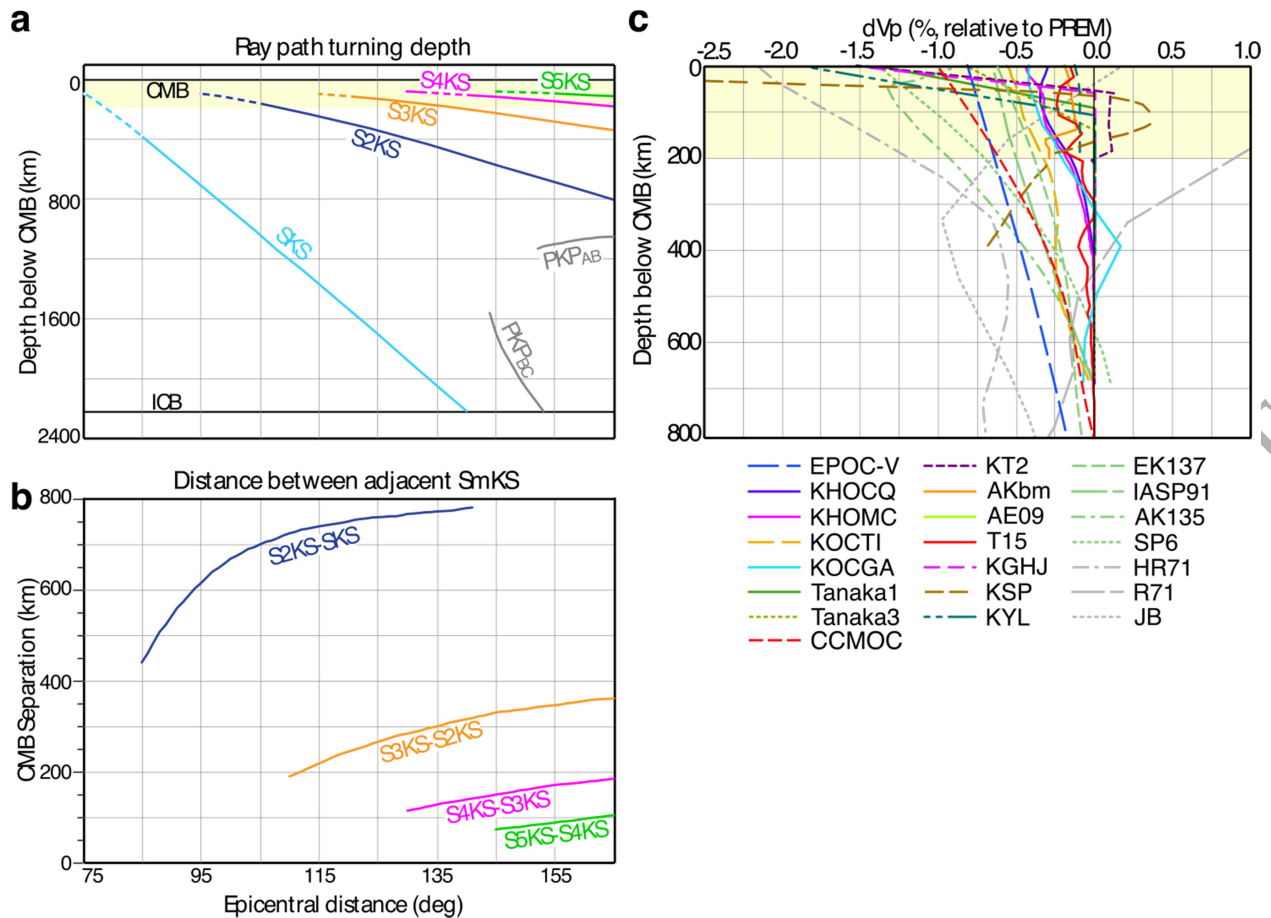 a
Ray path turning depth
0
800
1600
2400
Depth below CMB (km)
CMB
S4KS
S5KS
S3KS
S2KS
SKS
PKPAB
PKPBC
ICB
b
Distance between adjacent SmKS
800
600
400
200
0
CMB Separation (km)
S2KS-SKS
S3KS-S2KS
S4KS-S3KS
S5KS-S4KS
75 95 115 135 155
Epicentral distance (deg)
c
dVp (%, relative to PREM)
-2.5 -2.0 -1.5 -1.0 -0.5 0.0 0.5 1.0
0
200
400
600
800
Depth below CMB (km)
EPOC-V
KHOCQ
KHOMC
KOCTI
KOCGA
Tanaka1
Tanaka3
CCMOC
KT2
AKbm
AE09
T15
KGHJ
KSP
KYL
EK137
IASP91
AK135
SP6
HR71
R71
JB